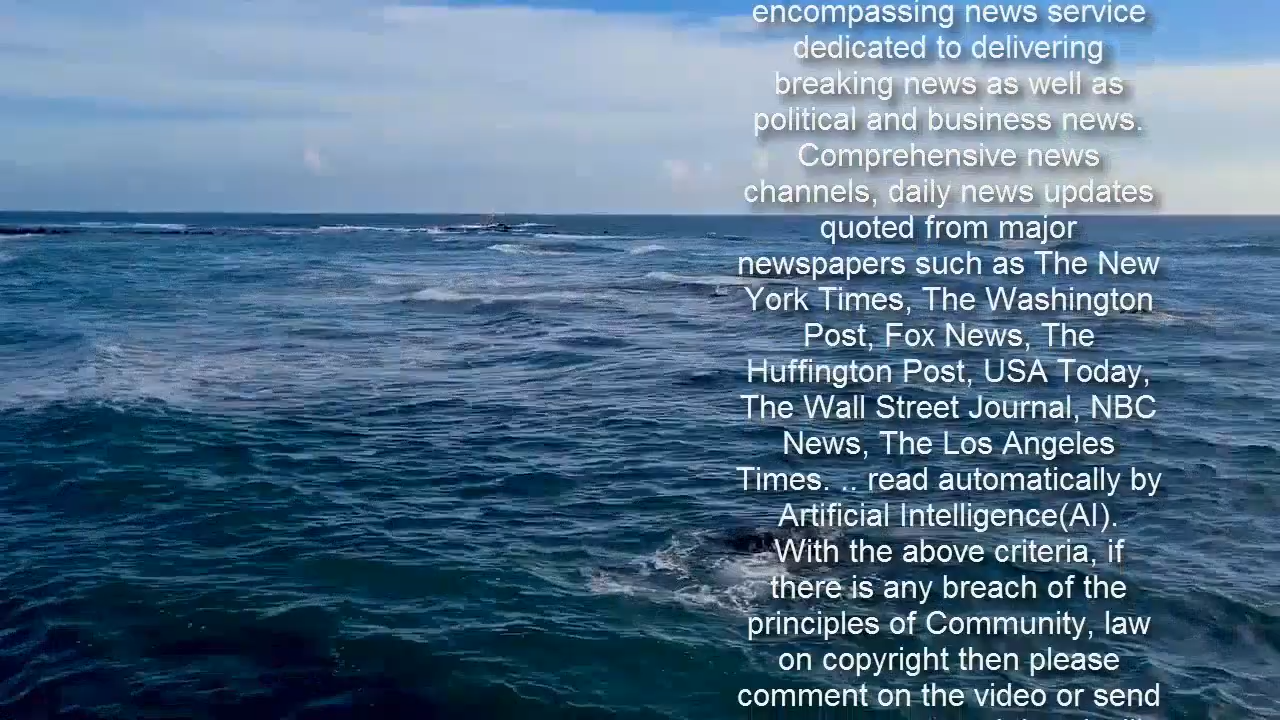 encompassing news service
dedicated to delivering
breaking news as well as
political and business news.
Comprehensive news
channels, daily news updates
quoted from major
newspapers such as The New
York Times, The Washington
Post, Fox News, The
Huffington Post, USA Today,
The Wall Street Journal, NBC
News, The Los Angeles
Times. .. read automatically by
Artificial Intelligence(AI).
With the above criteria, if
there is any breach of the
principles of Community, law
on copyright then please
comment on the video or send